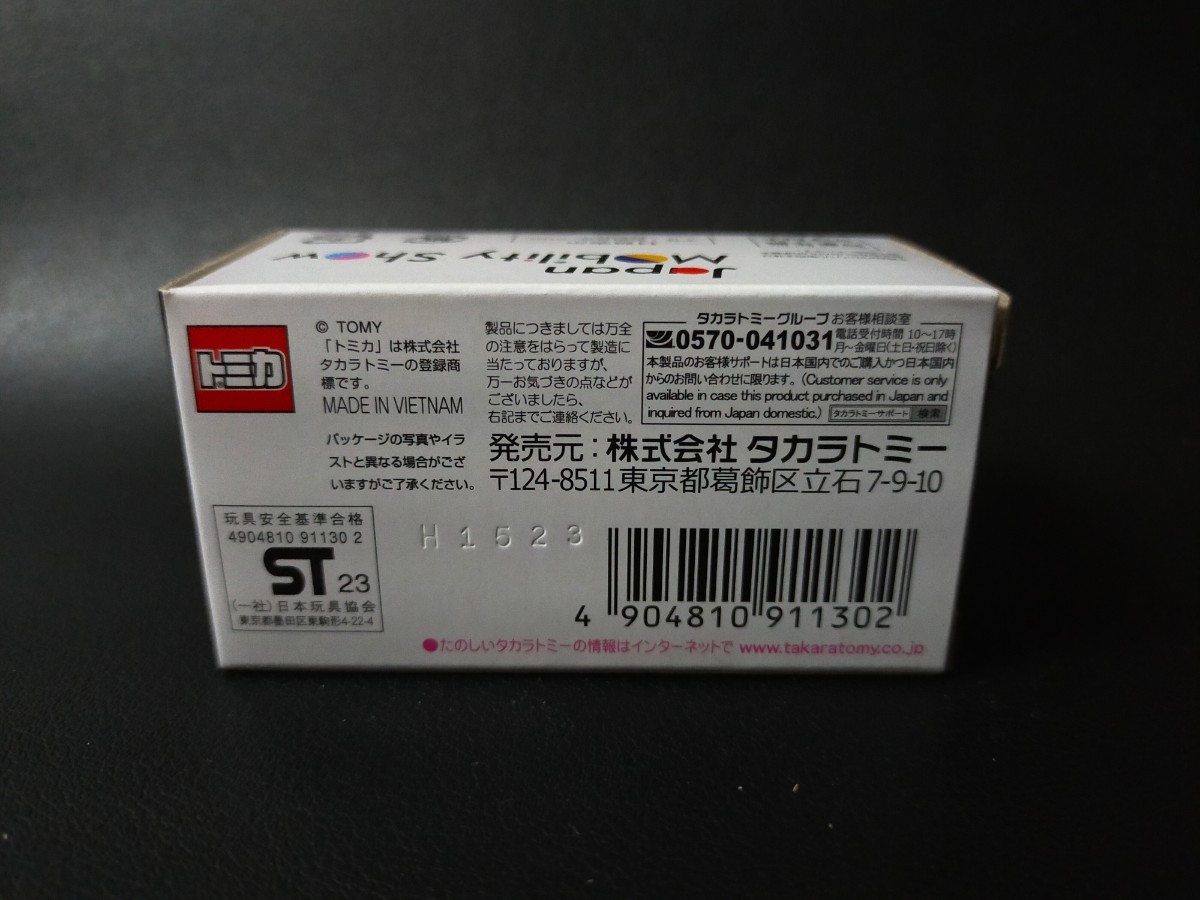 Japan
Mobility Show
トミカ
© TOMY
「トミカ」は株式会社
タカラトミーの登録商
標です。
MADE IN VIETNAM
パッケージの写真やイラ
ストと異なる場合がござ
いますがご了承ください。
製品につきましては万全
の注意をはらって製造に
当たっておりますが、
万一お気づきの点などが
ございましたら、
右記までご連絡ください。
タカラトミーグループお客様相談室
0570-041031 電話受付時間 10〜17時
月〜金曜日(土日・祝日除く)
本製品のお客様サポートは日本国内でのご購入かつ日本国内
からのお問い合わせに限ります。(Customer service is only
available in case this product purchased in Japan and
inquired from Japan domestic.) タカラトミーサポート 検索
発売元:株式会社 タカラトミー
〒124-8511東京都葛飾区立石7-9-10
玩具安全基準合格
4904810 91130 2
ST 23
(一社)日本玩具協会
東京都墨田区東駒形4-22-4
H1523
4 904810 911302
●たのしいタカラトミーの情報はインターネットで www.takaratomy.co.jp